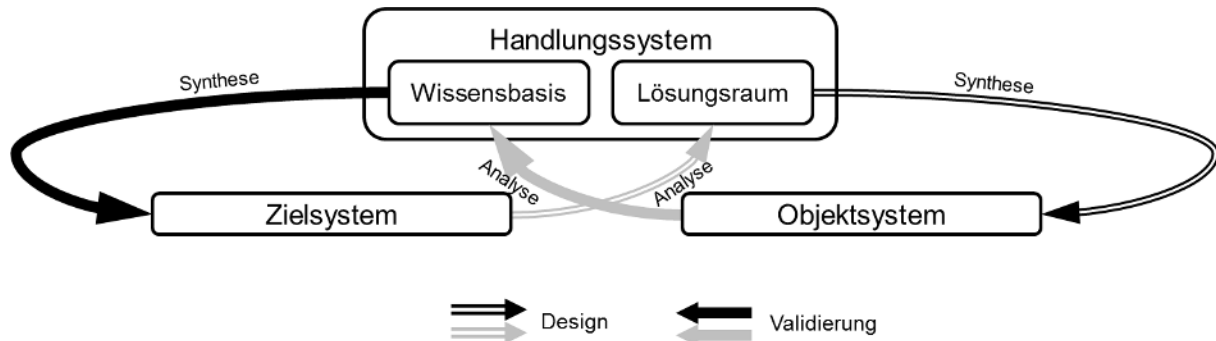 Handlungssystem
Synthese
Wissensbasis
Lösungsraum
Synthese
Analyse
Analyse
Zielsystem
Objektsystem
Design
Validierung